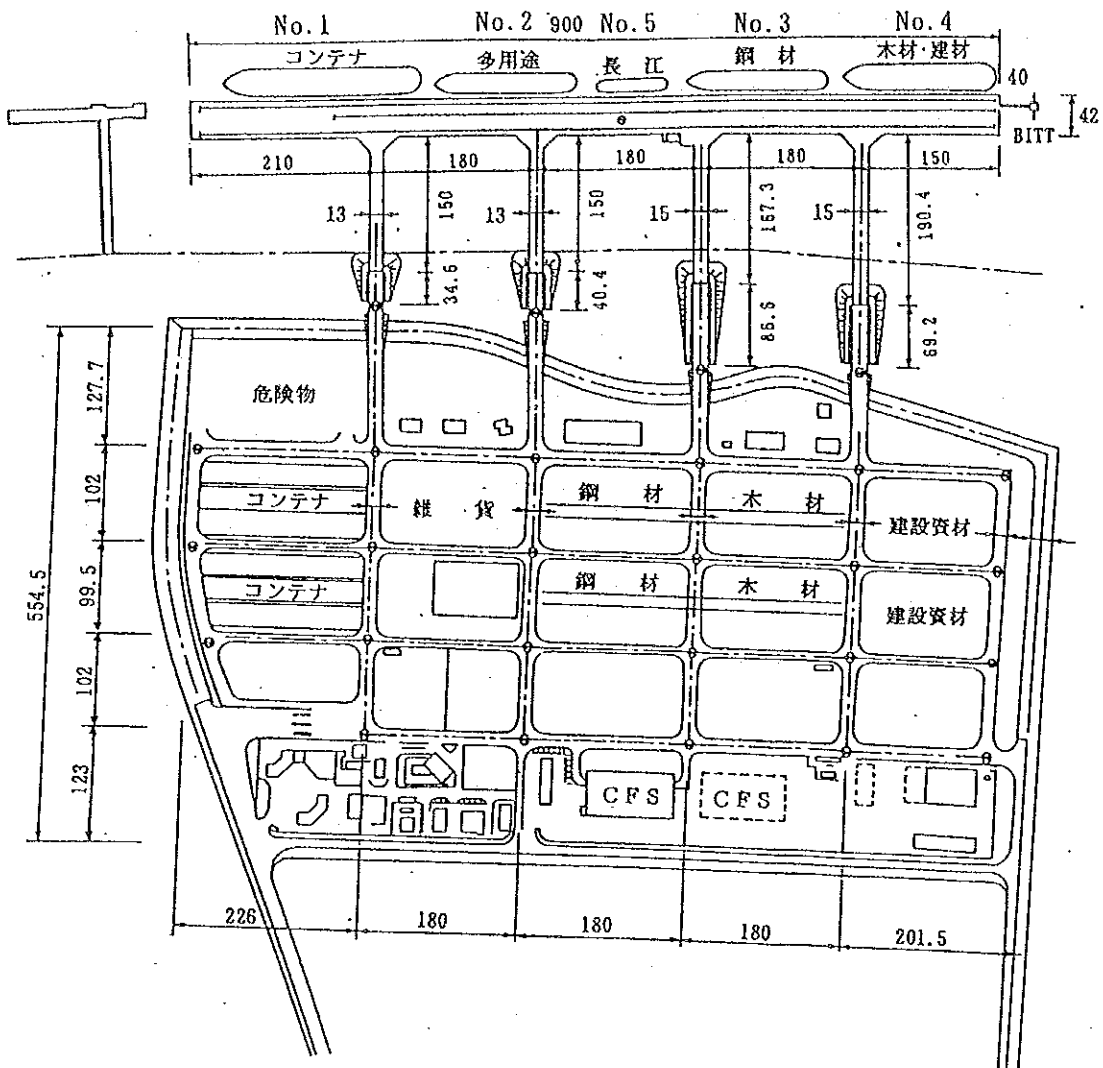 No.1 No.2 900 No.5 No.3 No.4
コンテナ 多用途 長江 鋼材 木材・建材
40
42
BITT
210 180 180 180 150
13 150 13 150 15 167.3 15 190.4
34.6 40.4 86.6 69.2
554.5
127.7
危険物
102
コンテナ 雑貨 鋼材 木材 建設資材
99.5
コンテナ 鋼材 木材 建設資材
102
123
CFS CFS
226 180 180 180 201.5